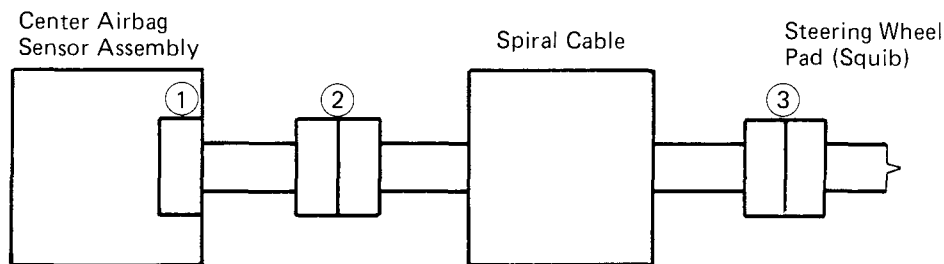 Center Airbag
Sensor Assembly
Spiral Cable
Steering Wheel
Pad (Squib)
1
2
3